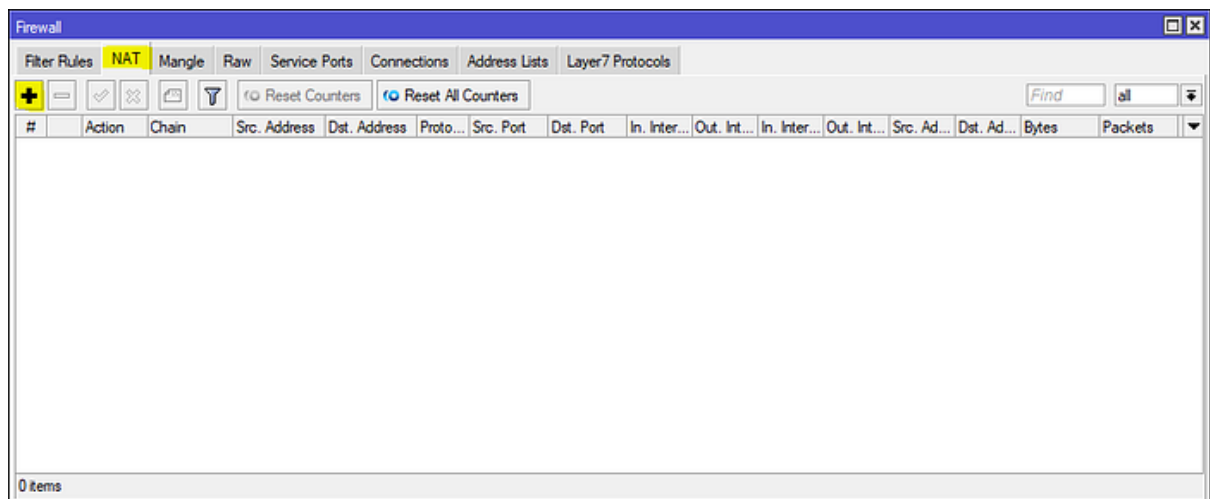 Firewall
Filter Rules NAT Mangle Raw Service Ports Connections Address Lists Layer7 Protocols
Reset Counters Reset All Counters Find all
# Action Chain Src. Address Dst. Address Proto... Src. Port Dst. Port In. Inter... Out. Int... In. Inter... Out. Int... Src. Ad... Dst. Ad... Bytes Packets
0 items